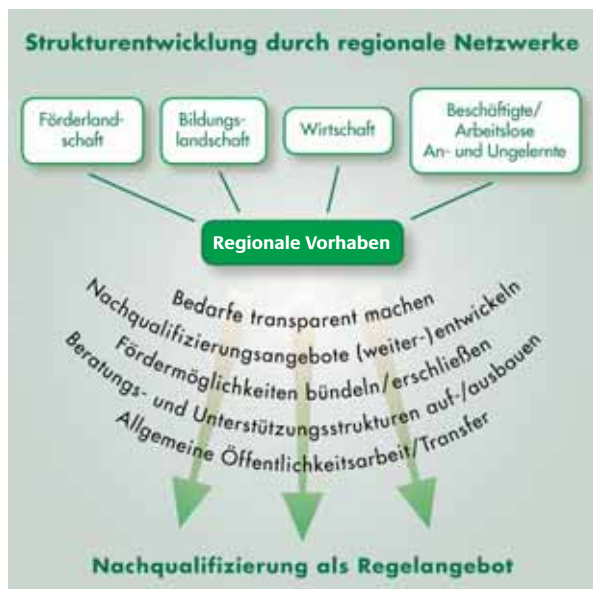 Strukturentwicklung durch regionale Netzwerke
Förderland-
schaft
Bildungs-
landschaft
Wirtschaft
Beschäftigte/
Arbeitslose
An- und Ungelernte
Regionale Vorhaben
Bedarfe transparent machen
Nachqualifizierungsangebote (weiter-)entwickeln
Fördermöglichkeiten bündeln/erschließen
Beratungs- und Unterstützungsstrukturen auf-/ausbauen
Allgemeine Öffentlichkeitsarbeit/Transfer
Nachqualifizierung als Regelangebot